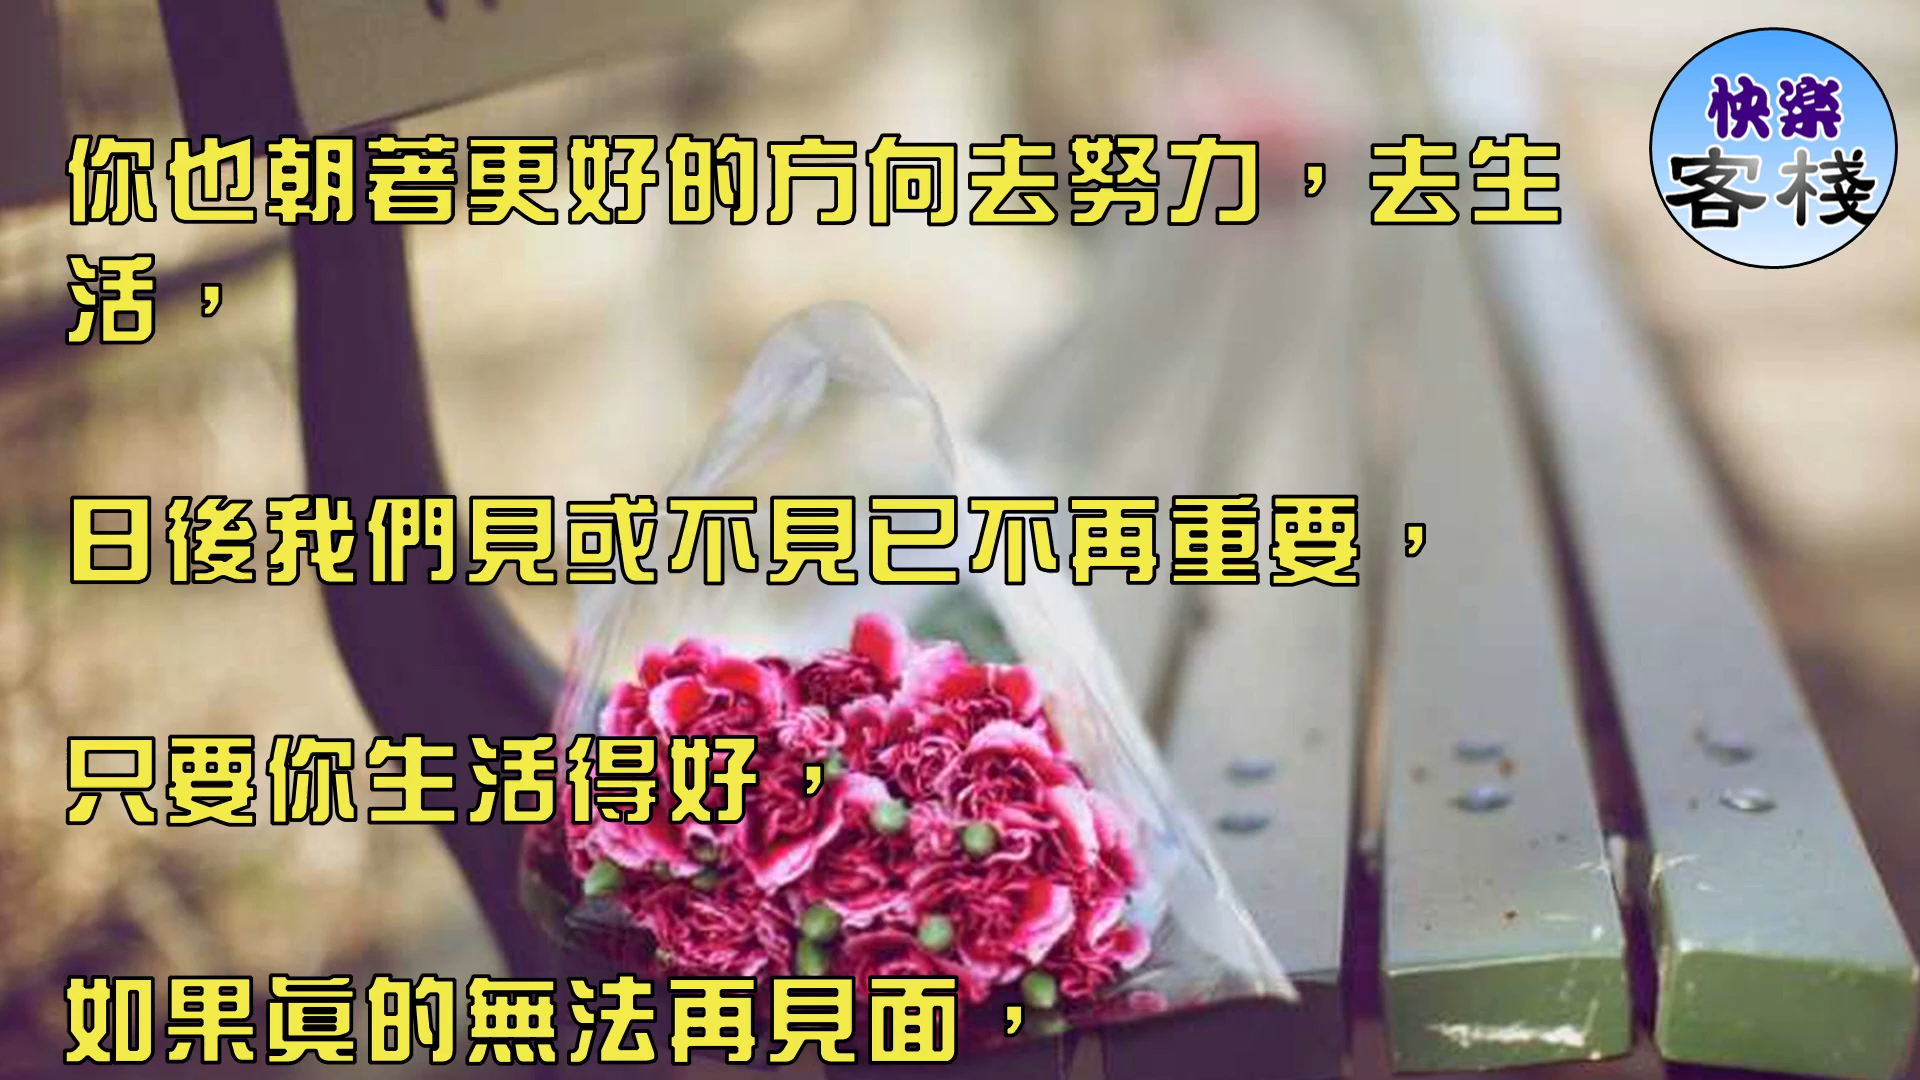 你也朝著更好的方向去努力，去生
活，
日後我們見或不見已不再重要，
只要你生活得好，
如果真的無法再見面，
快楽
客棧